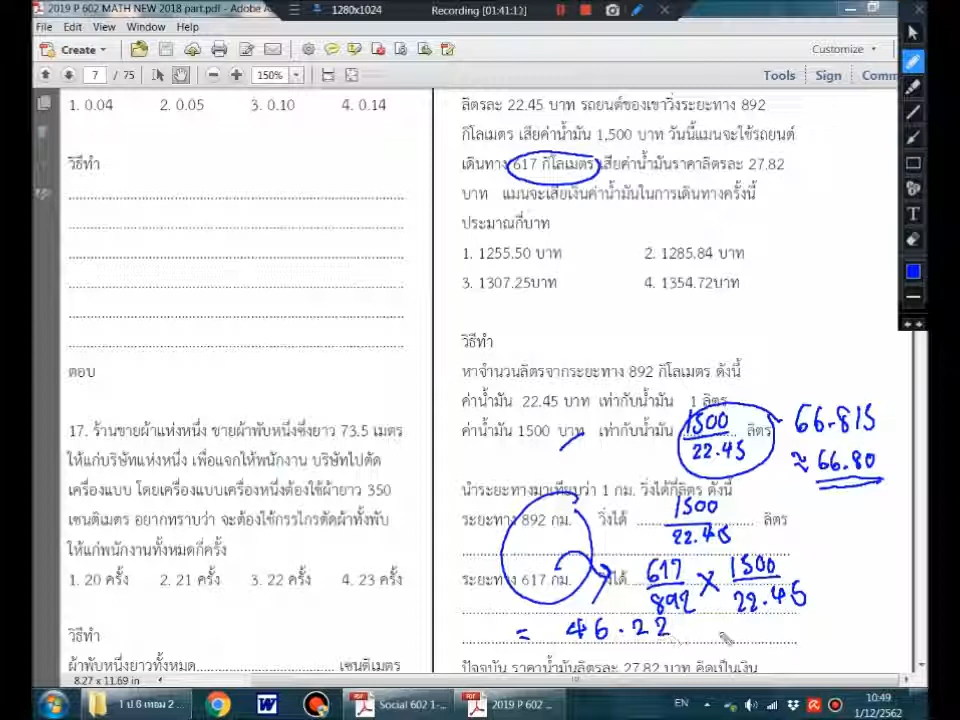 2019 P 602 MATH NEW 2018 part.pdf - Adobe A
1280x1024
Recording (01:41:13)
File Edit View Window Help
Create
Customize
7 / 75
150%
Tools Sign Comm
1. 0.04 2. 0.05 3. 0.10 4. 0.14
วิธีทำ
ตอบ
17. ร้านขายผ้าแห่งหนึ่ง ขายผ้าพับหนึ่งซึ่งยาว 73.5 เมตร
ให้แก่บริษัทแห่งหนึ่ง เพื่อแจกให้พนักงาน บริษัทไปตัด
เครื่องแบบ โดยเครื่องแบบเครื่องหนึ่งต้องใช้ผ้ายาว 350
เซนติเมตร อยากทราบว่า จะต้องใช้กรรไกรตัดผ้าทั้งพับ
ให้แก่พนักงานทั้งหมดกี่ครั้ง
1. 20 ครั้ง 2. 21 ครั้ง 3. 22 ครั้ง 4. 23 ครั้ง
วิธีทำ
ผ้าพับหนึ่งยาวทั้งหมด........................ เซนติเมตร
ลิตรละ 22.45 บาท รถยนต์ของเขาวิ่งระยะทาง 892
กิโลเมตร เสียค่าน้ำมัน 1,500 บาท วันนี้แมนจะใช้รถยนต์
เดินทาง 617 กิโลเมตร เสียค่าน้ำมันราคาลิตรละ 27.82
บาท แมนจะเสียเงินค่าน้ำมันในการเดินทางครั้งนี้
ประมาณกี่บาท
1. 1255.50 บาท 2. 1285.84 บาท
3. 1307.25บาท 4. 1354.72บาท
วิธีทำ
หาจำนวนลิตรจากระยะทาง 892 กิโลเมตร ดังนี้
ค่าน้ำมัน 22.45 บาท เท่ากับน้ำมัน 1 ลิตร
ค่าน้ำมัน 1500 บาท เท่ากับน้ำมัน 1500/22.45 ลิตร 66.815
≈ 66.80
นำระยะทางมาเทียบว่า 1 กม. วิ่งได้กี่ลิตร ดังนี้
ระยะทาง 892 กม. วิ่งได้ 1500/22.45 ลิตร
ระยะทาง 617 กม. วิ่งได้ 617/892 × 1500/22.45
= 46.22
ปัจจุบัน ราคาน้ำมันลิตรละ 27.82 บาท คิดเป็นเงิน
8.27 x 11.69 in
1 ป.6 เทอม 2 ... Social 602 1-... 2019 P 602 ... EN 10:49
1/12/2562